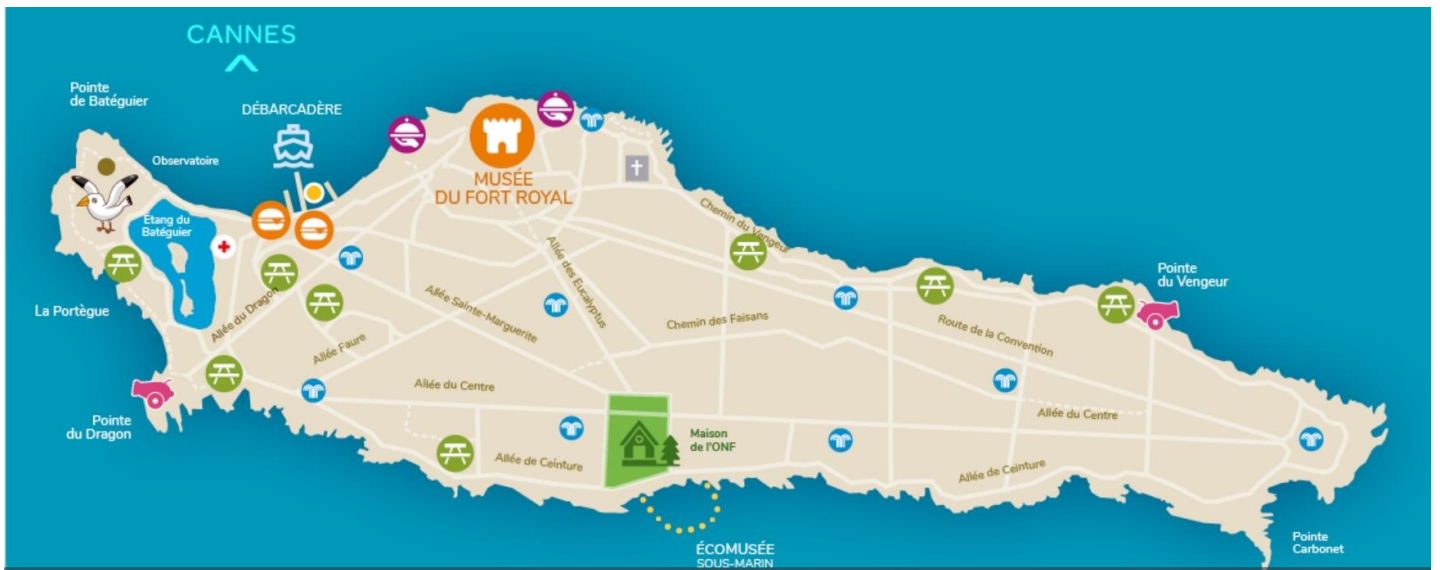 CANNES
Pointe
de Batéguier
DÉBARCADÈRE
Observatoire
MUSÉE
DU FORT ROYAL
Etang du
Batéguier
Chemin du Vengeur
Pointe
du Vengeur
La Portègue
Allée du Dragon
Allée Sainte-Marguerite
Allée des Eucalyptus
Chemin des Faisans
Route de la Convention
Allée Faure
Allée du Centre
Allée du Centre
Pointe
du Dragon
Maison
de l'ONF
Allée de Ceinture
Allée de Ceinture
Pointe
Carbonet
ÉCOMUSÉE
SOUS-MARIN